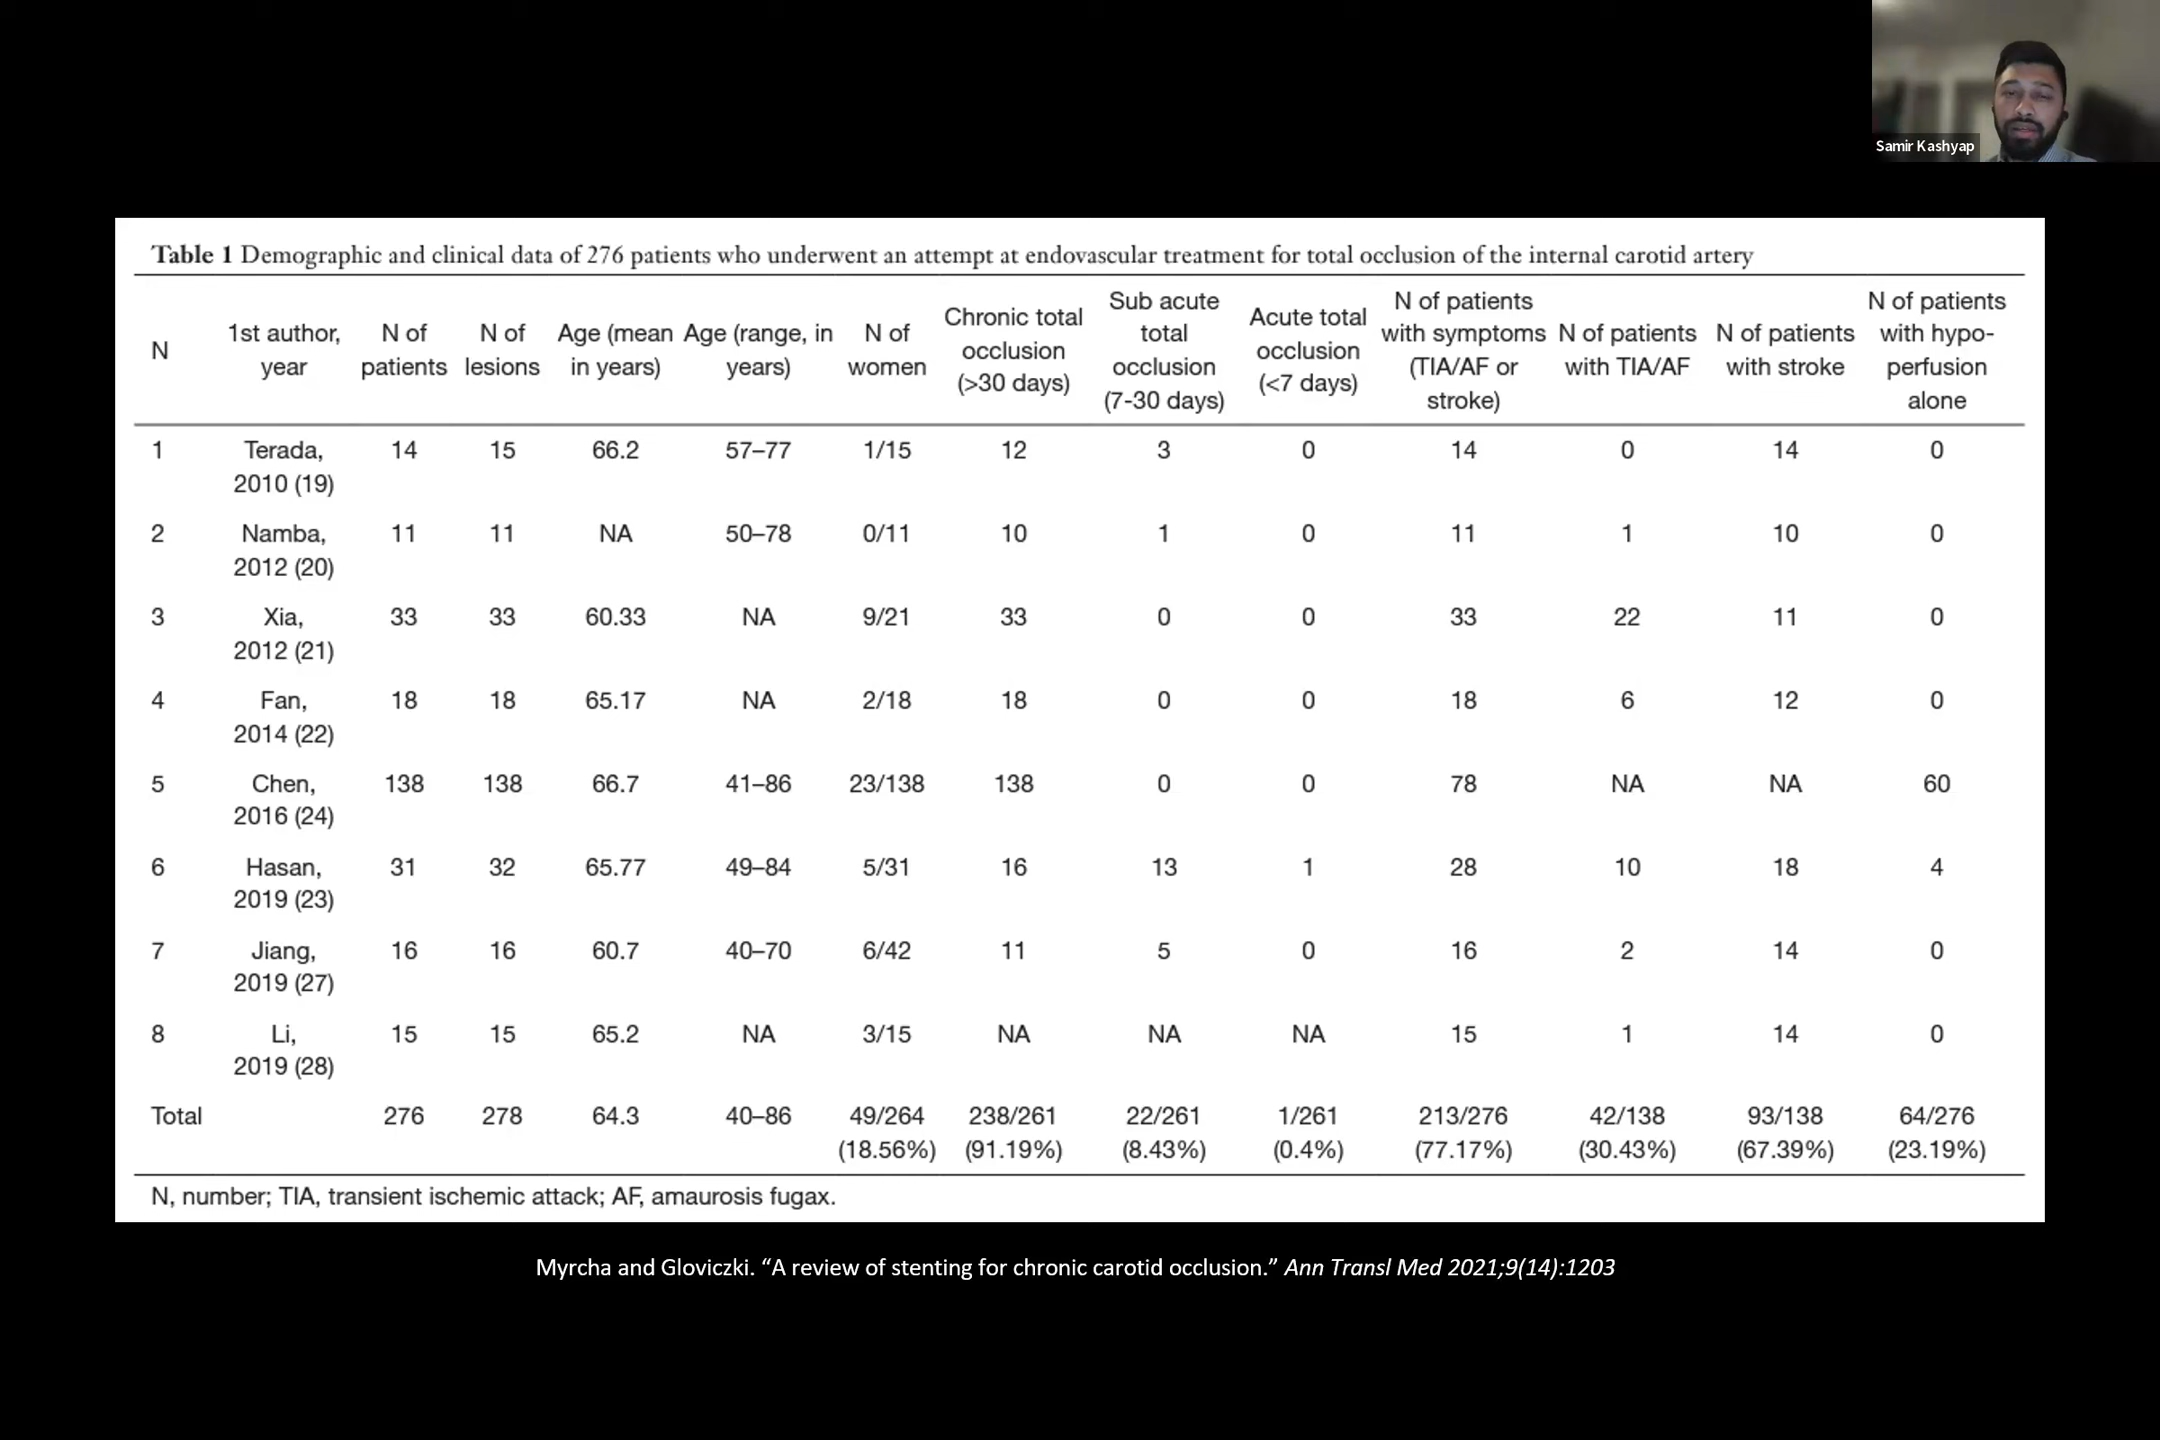 Samir Kashyap
Table 1 Demographic and clinical data of 276 patients who underwent an attempt at endovascular treatment for total occlusion of the internal carotid artery
N 1st author, year N of patients N of lesions Age (mean in years) Age (range, in years) N of women Chronic total occlusion (>30 days) Sub acute total occlusion (7-30 days) Acute total occlusion (<7 days) N of patients with symptoms (TIA/AF or stroke) N of patients with TIA/AF N of patients with stroke N of patients with hypo-perfusion alone
1 Terada, 2010 (19) 14 15 66.2 57–77 1/15 12 3 0 14 0 14 0
2 Namba, 2012 (20) 11 11 NA 50–78 0/11 10 1 0 11 1 10 0
3 Xia, 2012 (21) 33 33 60.33 NA 9/21 33 0 0 33 22 11 0
4 Fan, 2014 (22) 18 18 65.17 NA 2/18 18 0 0 18 6 12 0
5 Chen, 2016 (24) 138 138 66.7 41–86 23/138 138 0 0 78 NA NA 60
6 Hasan, 2019 (23) 31 32 65.77 49–84 5/31 16 13 1 28 10 18 4
7 Jiang, 2019 (27) 16 16 60.7 40–70 6/42 11 5 0 16 2 14 0
8 Li, 2019 (28) 15 15 65.2 NA 3/15 NA NA NA 15 1 14 0
Total 276 278 64.3 40–86 49/264 (18.56%) 238/261 (91.19%) 22/261 (8.43%) 1/261 (0.4%) 213/276 (77.17%) 42/138 (30.43%) 93/138 (67.39%) 64/276 (23.19%)
N, number; TIA, transient ischemic attack; AF, amaurosis fugax.
Myrcha and Gloviczki. “A review of stenting for chronic carotid occlusion.” Ann Transl Med 2021;9(14):1203